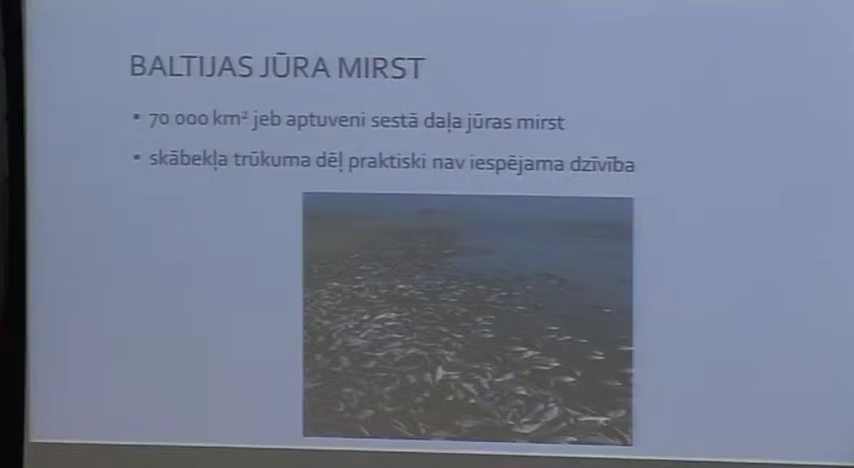 BALTIJAS JŪRA MIRST
70 000 km² jeb aptuveni sestā daļa jūras mirst
skābekļa trūkuma dēļ praktiski nav iespējama dzīvība